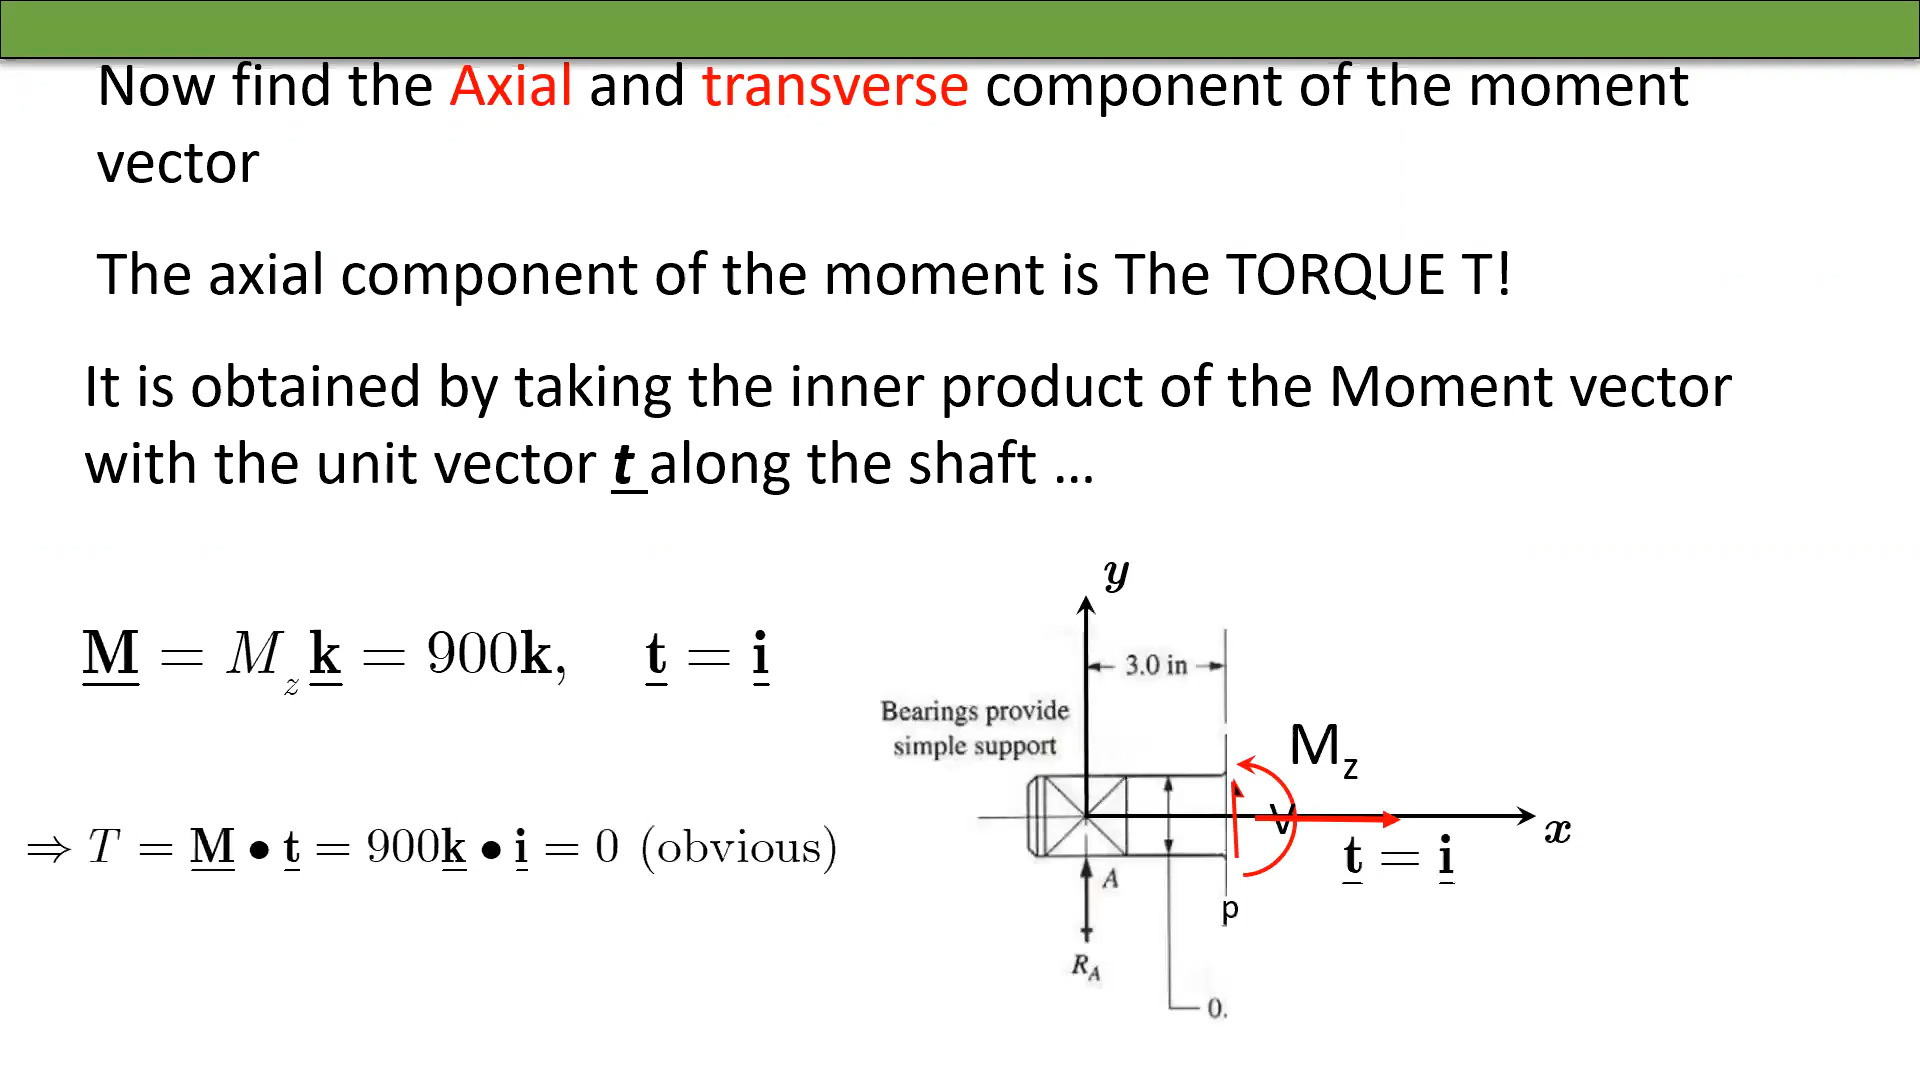 Now find the Axial and transverse component of the moment
vector
The axial component of the moment is The TORQUE T!
It is obtained by taking the inner product of the Moment vector
with the unit vector t along the shaft ...
M = M_z k = 900k, t = i
⇒ T = M • t = 900k • i = 0 (obvious)
y
3.0 in
Bearings provide
simple support
M_z
V
x
t = i
A
p
R_A
0.